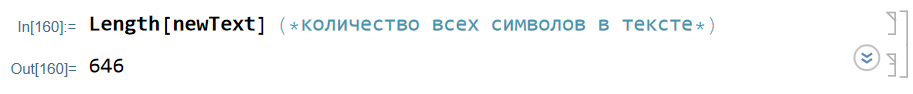 In[160]:= Length[newText] (*количество всех символов в тексте*)
Out[160]= 646